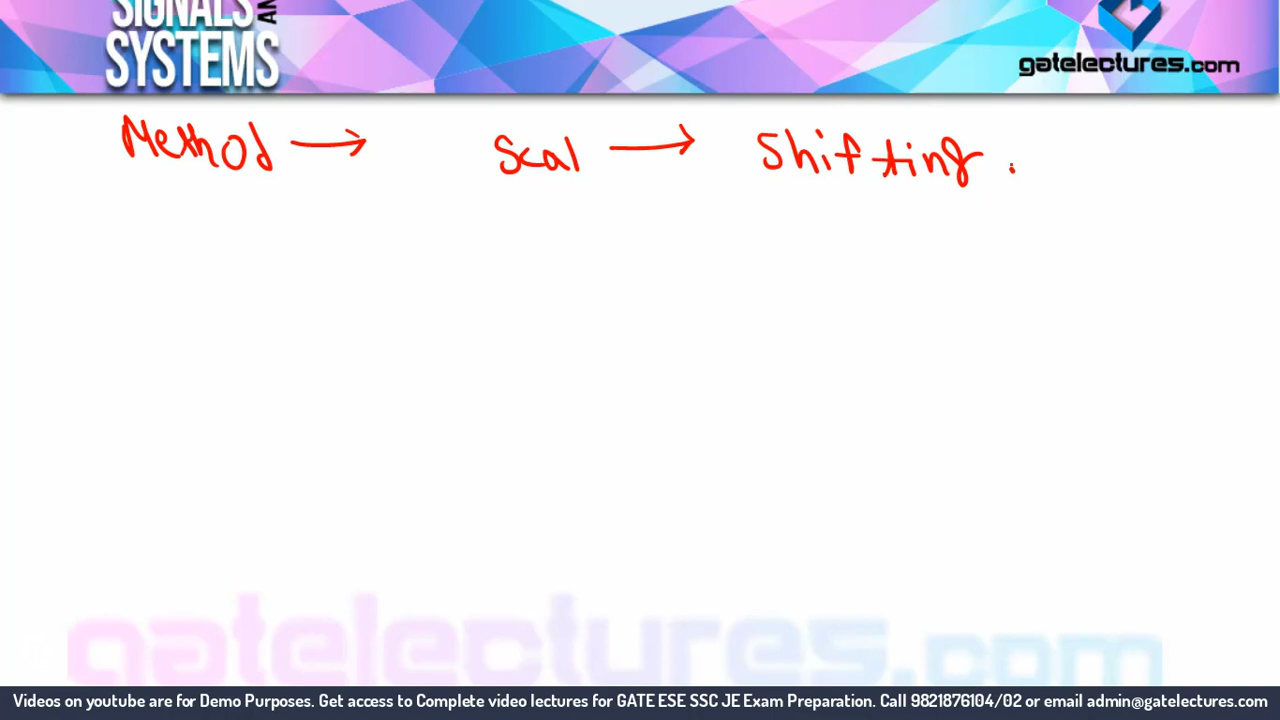 SIGNALS AND
SYSTEMS
gatelectures.com
Method → Scal → Shifting .
gatelectures.com
Videos on youtube are for Demo Purposes. Get access to Complete video lectures for GATE ESE SSC JE Exam Preparation. Call 9821876104/02 or email admin@gatelectures.com